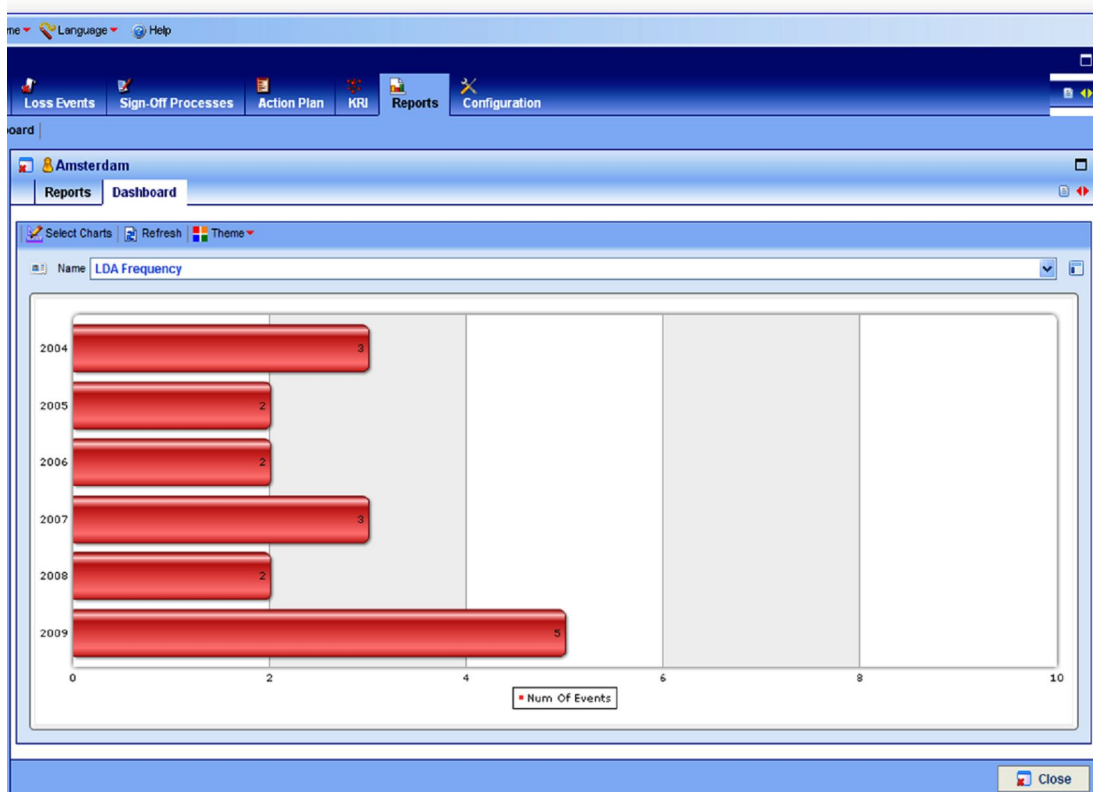 Language Help
Loss Events Sign-Off Processes Action Plan KRI Reports Configuration
Amsterdam
Reports Dashboard
Select Charts Refresh Theme
Name LDA Frequency
2004 3
2005 2
2006 2
2007 3
2008 2
2009 5
0 2 4 6 8 10
Num Of Events
Close